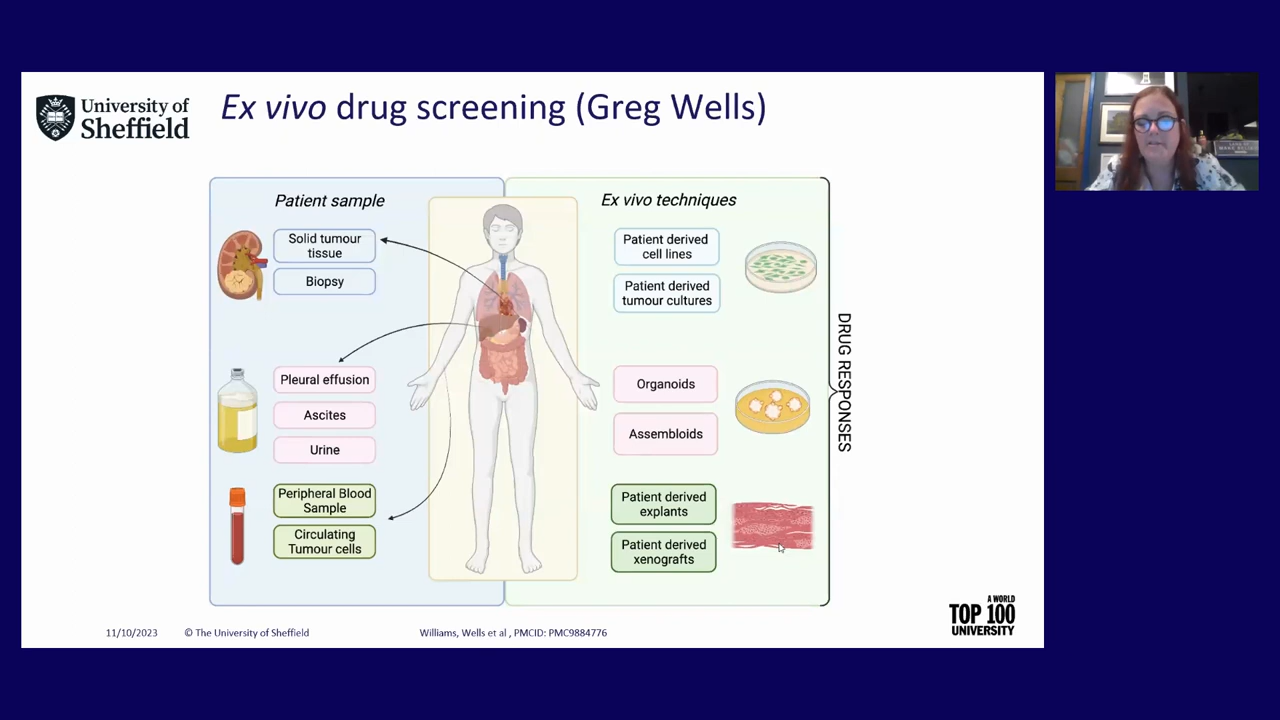 University of
Sheffield
Ex vivo drug screening (Greg Wells)
Patient sample
Solid tumour
tissue
Biopsy
Pleural effusion
Ascites
Urine
Peripheral Blood
Sample
Circulating
Tumour cells
Ex vivo techniques
Patient derived
cell lines
Patient derived
tumour cultures
Organoids
Assembloids
Patient derived
explants
Patient derived
xenografts
DRUG RESPONSES
11/10/2023
© The University of Sheffield
Williams, Wells et al , PMCID: PMC9884776
A WORLD
TOP 100
UNIVERSITY